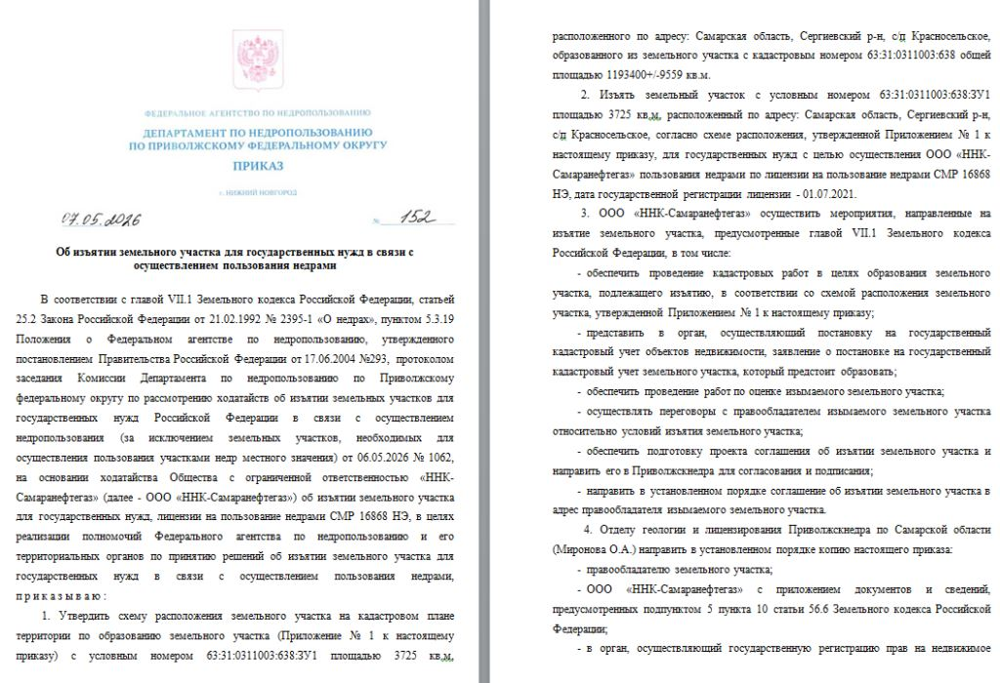 ФЕДЕРАЛЬНОЕ АГЕНТСТВО ПО НЕДРОПОЛЬЗОВАНИЮ
ДЕПАРТАМЕНТ ПО НЕДРОПОЛЬЗОВАНИЮ
ПО ПРИВОЛЖСКОМУ ФЕДЕРАЛЬНОМУ ОКРУГУ
ПРИКАЗ
г. НИЖНИЙ НОВГОРОД
07.05.2026 № 152
Об изъятии земельного участка для государственных нужд в связи с
осуществлением пользования недрами
В соответствии с главой VII.1 Земельного кодекса Российской Федерации, статьей
25.2 Закона Российской Федерации от 21.02.1992 № 2395-1 «О недрах», пунктом 5.3.19
Положения о Федеральном агентстве по недропользованию, утвержденного
постановлением Правительства Российской Федерации от 17.06.2004 №293, протоколом
заседания Комиссии Департамента по недропользованию по Приволжскому
федеральному округу по рассмотрению ходатайств об изъятии земельных участков для
государственных нужд Российской Федерации в связи с осуществлением
недропользования (за исключением земельных участков, необходимых для
осуществления пользования участками недр местного значения) от 06.05.2026 № 1062,
на основании ходатайства Общества с ограниченной ответственностью «ННК-
Самаранефтегаз» (далее - ООО «ННК-Самаранефтегаз») об изъятии земельного участка
для государственных нужд, лицензии на пользование недрами СМР 16868 НЭ, в целях
реализации полномочий Федерального агентства по недропользованию и его
территориальных органов по принятию решений об изъятии земельного участка для
государственных нужд в связи с осуществлением пользования недрами,
приказываю:
1. Утвердить схему расположения земельного участка на кадастровом плане
территории по образованию земельного участка (Приложение № 1 к настоящему
приказу) с условным номером 63:31:0311003:638:ЗУ1 площадью 3725 кв.м,
расположенного по адресу: Самарская область, Сергиевский р-н, с/п Красносельское,
образованного из земельного участка с кадастровым номером 63:31:0311003:638 общей
площадью 1193400+/-9559 кв.м.
2. Изъять земельный участок с условным номером 63:31:0311003:638:ЗУ1
площадью 3725 кв.м, расположенный по адресу: Самарская область, Сергиевский р-н,
с/п Красносельское, согласно схеме расположения, утвержденной Приложением № 1 к
настоящему приказу, для государственных нужд с целью осуществления ООО «ННК-
Самаранефтегаз» пользования недрами по лицензии на пользование недрами СМР 16868
НЭ, дата государственной регистрации лицензии - 01.07.2021.
3. ООО «ННК-Самаранефтегаз» осуществить мероприятия, направленные на
изъятие земельного участка, предусмотренные главой VII.1 Земельного кодекса
Российской Федерации, в том числе:
- обеспечить проведение кадастровых работ в целях образования земельного
участка, подлежащего изъятию, в соответствии со схемой расположения земельного
участка, утвержденной Приложением № 1 к настоящему приказу;
- представить в орган, осуществляющий постановку на государственный
кадастровый учет объектов недвижимости, заявление о постановке на государственный
кадастровый учет земельного участка, который предстоит образовать;
- обеспечить проведение работ по оценке изымаемого земельного участка;
- осуществлять переговоры с правообладателем изымаемого земельного участка
относительно условий изъятия земельного участка;
- обеспечить подготовку проекта соглашения об изъятии земельного участка и
направить его в Приволжскнедра для согласования и подписания;
- направить в установленном порядке соглашение об изъятии земельного участка в
адрес правообладателя изымаемого земельного участка.
4. Отделу геологии и лицензирования Приволжскнедра по Самарской области
(Миронова О.А.) направить в установленном порядке копию настоящего приказа:
- правообладателю земельного участка;
- ООО «ННК-Самаранефтегаз» с приложением документов и сведений,
предусмотренных подпунктом 5 пункта 10 статьи 56.6 Земельного кодекса Российской
Федерации;
- в орган, осуществляющий государственную регистрацию прав на недвижимое